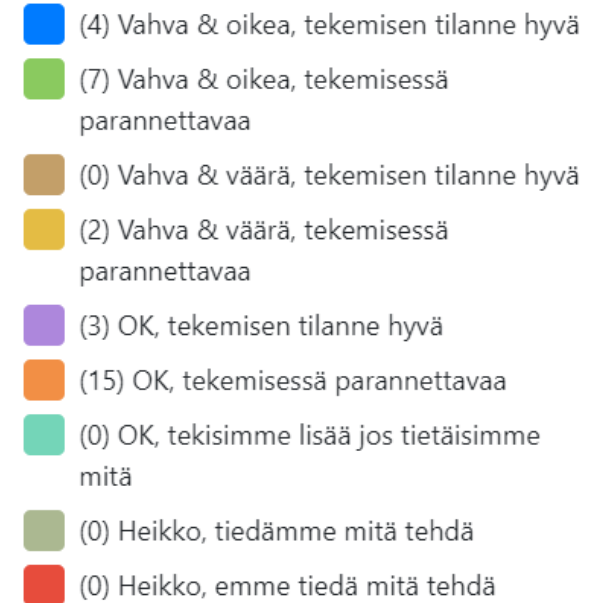 (4) Vahva & oikea, tekemisen tilanne hyvä
(7) Vahva & oikea, tekemisessä
parannettavaa
(0) Vahva & väärä, tekemisen tilanne hyvä
(2) Vahva & väärä, tekemisessä
parannettavaa
(3) OK, tekemisen tilanne hyvä
(15) OK, tekemisessä parannettavaa
(0) OK, tekisimme lisää jos tietäisimme
mitä
(0) Heikko, tiedämme mitä tehdä
(0) Heikko, emme tiedä mitä tehdä